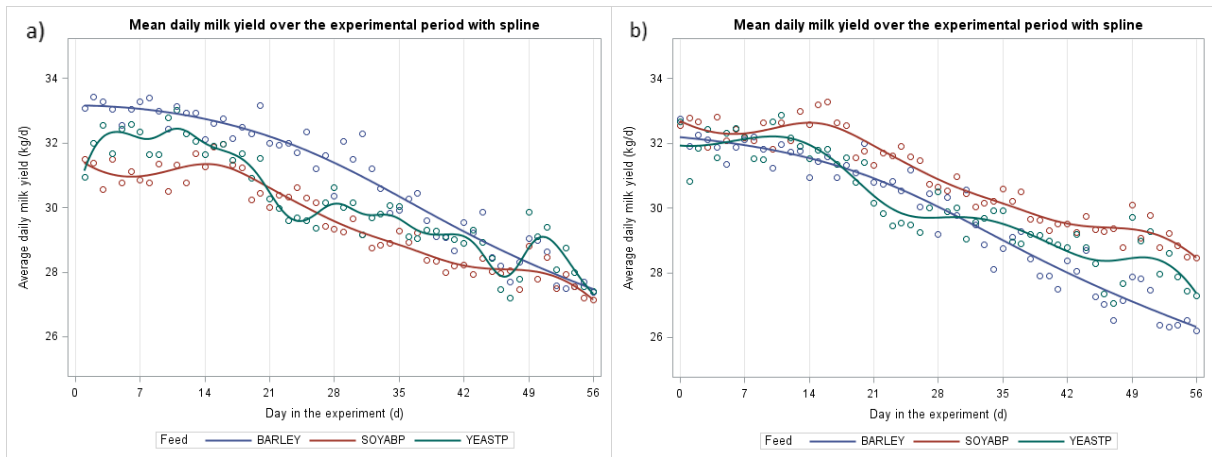 a)
Mean daily milk yield over the experimental period with spline
Average daily milk yield (kg/d)
34
32
30
28
26
0 7 14 21 28 35 42 49 56
Day in the experiment (d)
Feed BARLEY SOYABP YEASTP
b)
Mean daily milk yield over the experimental period with spline
Average daily milk yield (kg/d)
34
32
30
28
26
0 7 14 21 28 35 42 49 56
Day in the experiment (d)
Feed BARLEY SOYABP YEASTP